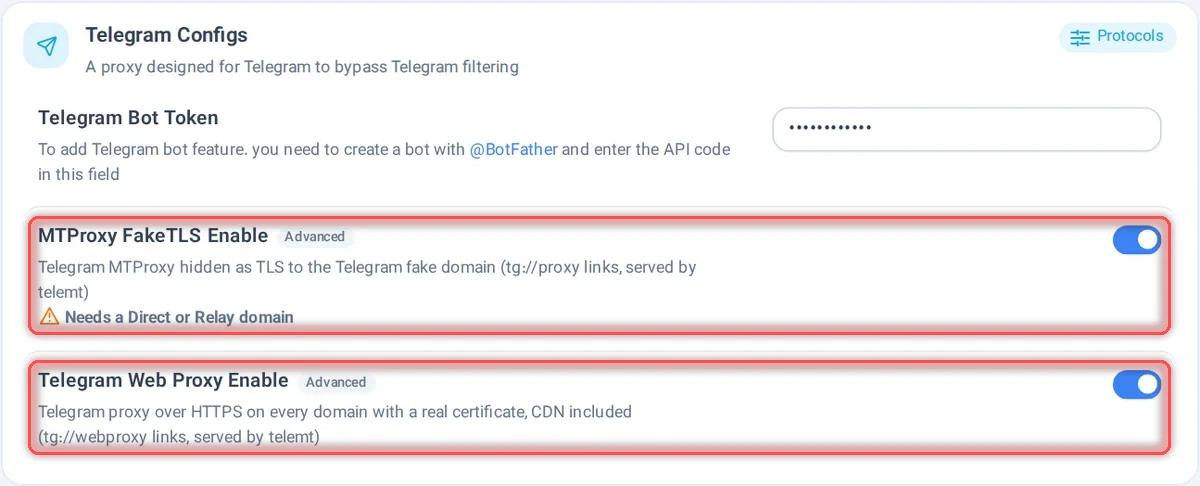 Telegram Configs
Protocols
A proxy designed for Telegram to bypass Telegram filtering
Telegram Bot Token
To add Telegram bot feature. you need to create a bot with @BotFather and enter the API code
in this field
••••••••••••
MTProxy FakeTLS Enable Advanced
Telegram MTProxy hidden as TLS to the Telegram fake domain (tg://proxy links, served by
telemt)
Needs a Direct or Relay domain
Telegram Web Proxy Enable Advanced
Telegram proxy over HTTPS on every domain with a real certificate, CDN included
(tg://webproxy links, served by telemt)